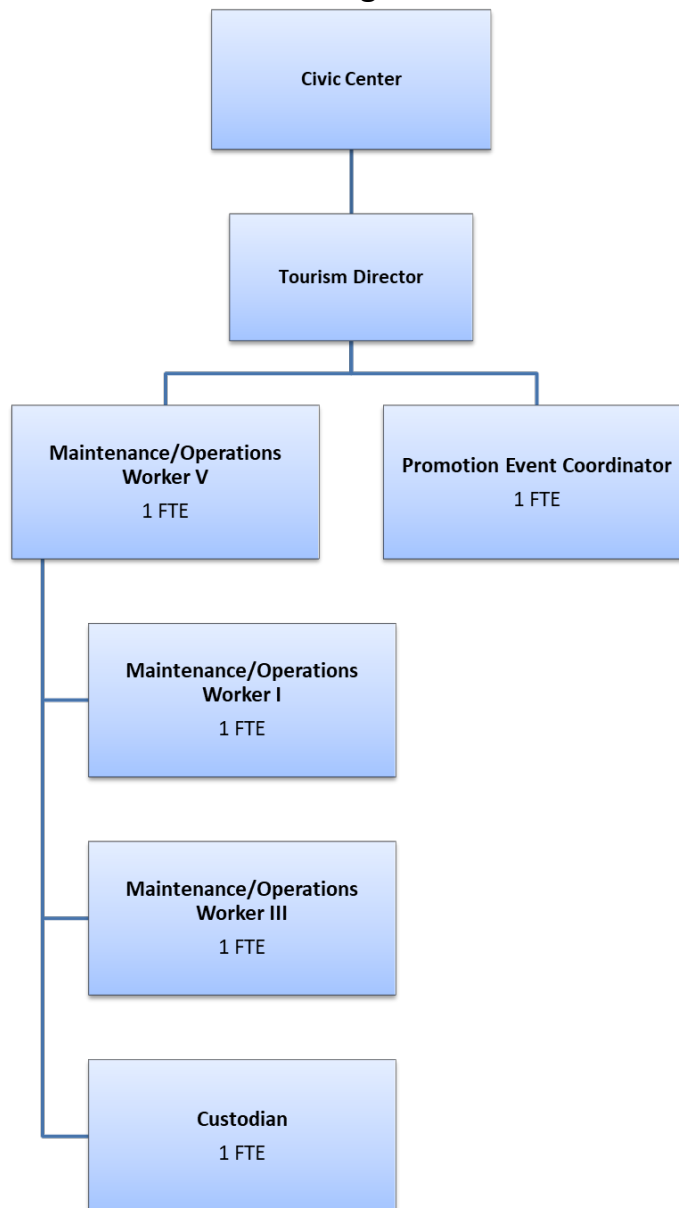 Civic Center
Tourism Director
Maintenance/Operations
Worker V
1 FTE
Promotion Event Coordinator
1 FTE
Maintenance/Operations
Worker I
1 FTE
Maintenance/Operations
Worker III
1 FTE
Custodian
1 FTE